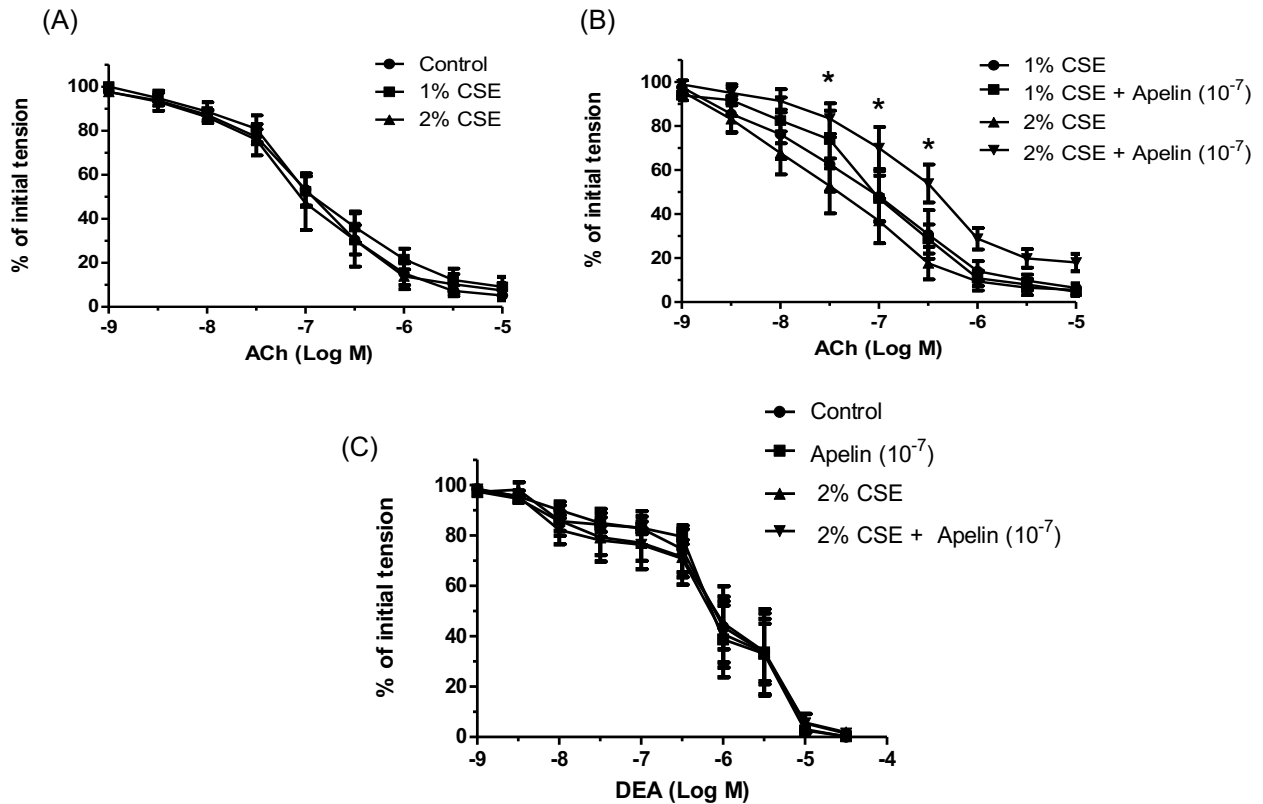 (A)
Control
1% CSE
2% CSE
% of initial tension
100
80
60
40
20
0
-9 -8 -7 -6 -5
ACh (Log M)
(B)
1% CSE
1% CSE + Apelin (10-7)
2% CSE
2% CSE + Apelin (10-7)
% of initial tension
100
80
60
40
20
0
* * *
-9 -8 -7 -6 -5
ACh (Log M)
(C)
Control
Apelin (10-7)
2% CSE
2% CSE + Apelin (10-7)
% of initial tension
100
80
60
40
20
0
-9 -8 -7 -6 -5 -4
DEA (Log M)